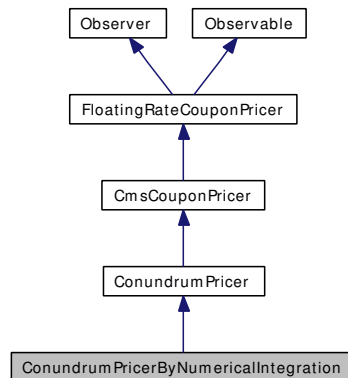 Observer
Observable
FloatingRateCouponPricer
CmsCouponPricer
ConundrumPricer
ConundrumPricerByNumericalIntegration